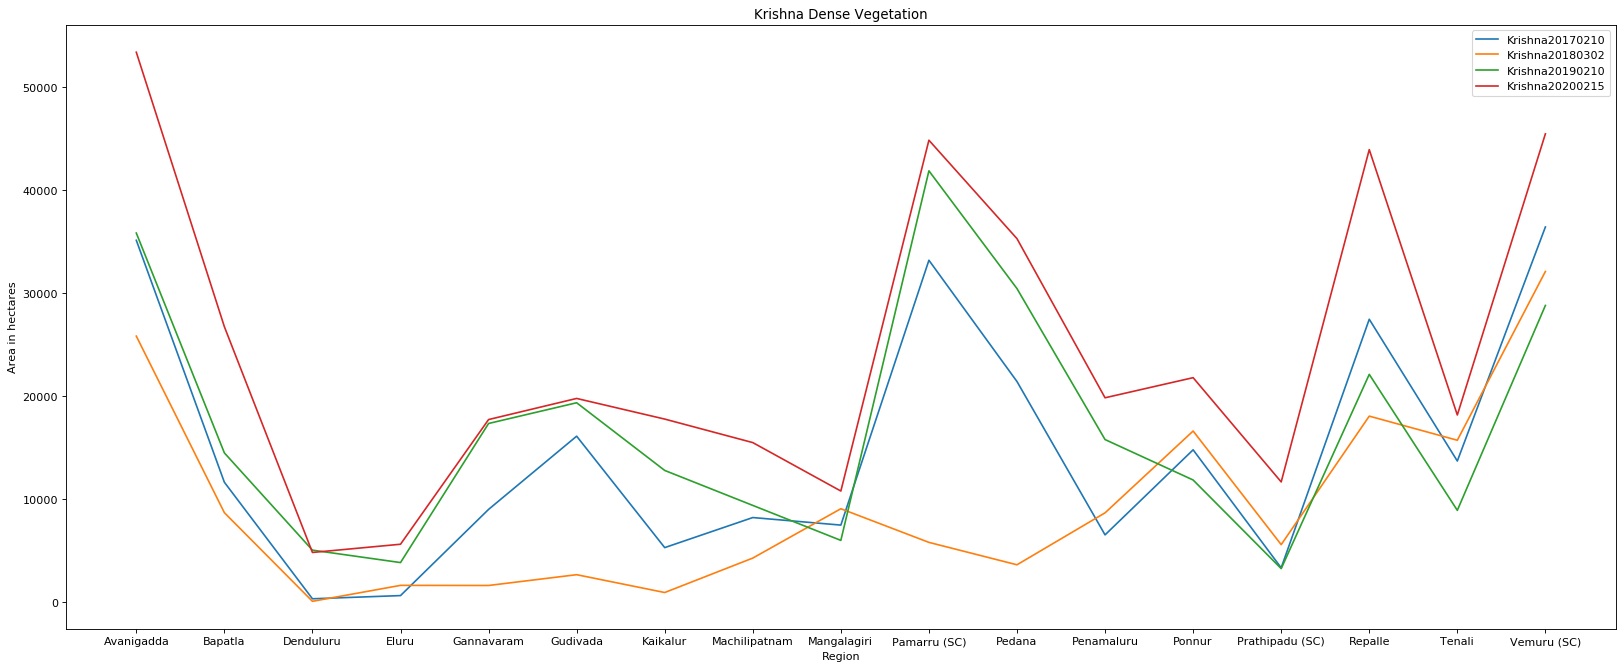 Krishna Dense Vegetation
Krishna20170210
Krishna20180302
Krishna20190210
Krishna20200215
50000
40000
30000
20000
10000
0
Area in hectares
Avanigadda Bapatla Denduluru Eluru Gannavaram Gudivada Kaikalur Machilipatnam Mangalagiri Pamarru (SC) Pedana Penamaluru Ponnur Prathipadu (SC) Repalle Tenali Vemuru (SC)
Region